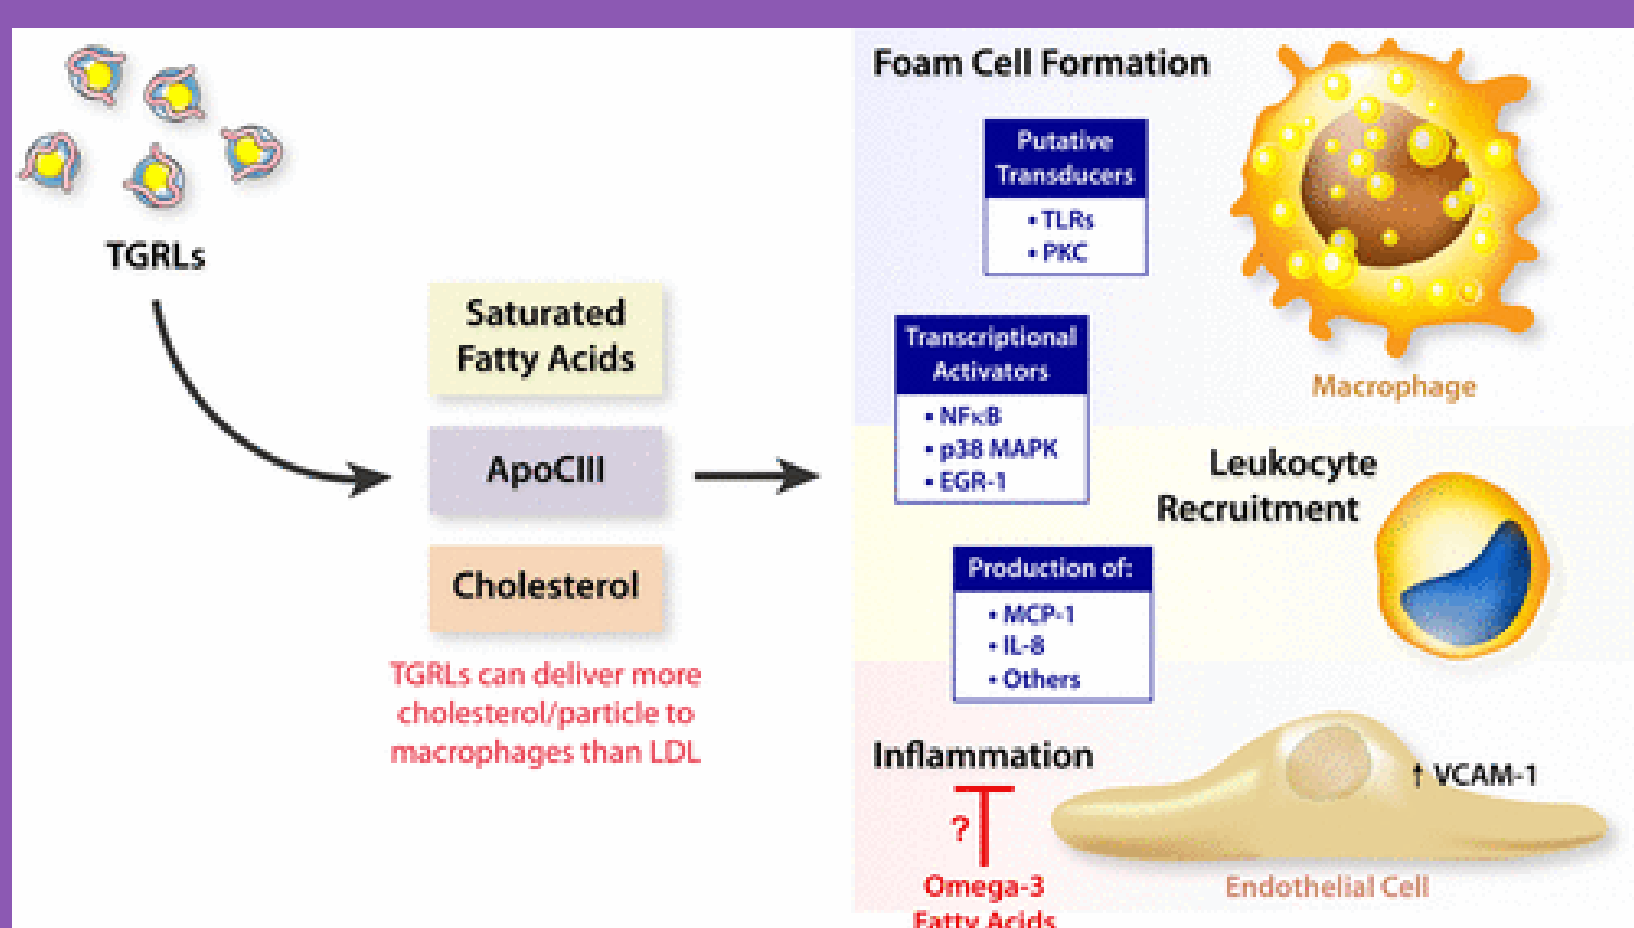 TGRLs
Saturated
Fatty Acids
ApoCIII
Cholesterol
TGRLs can deliver more
cholesterol/particle to
macrophages than LDL
Foam Cell Formation
Putative
Transducers
• TLRs
• PKC
Macrophage
Transcriptional
Activators
• NFκB
• p38 MAPK
• EGR-1
Leukocyte
Recruitment
Production of:
• MCP-1
• IL-8
• Others
Inflammation
?
Omega-3
Fatty Acids
↑ VCAM-1
Endothelial Cell